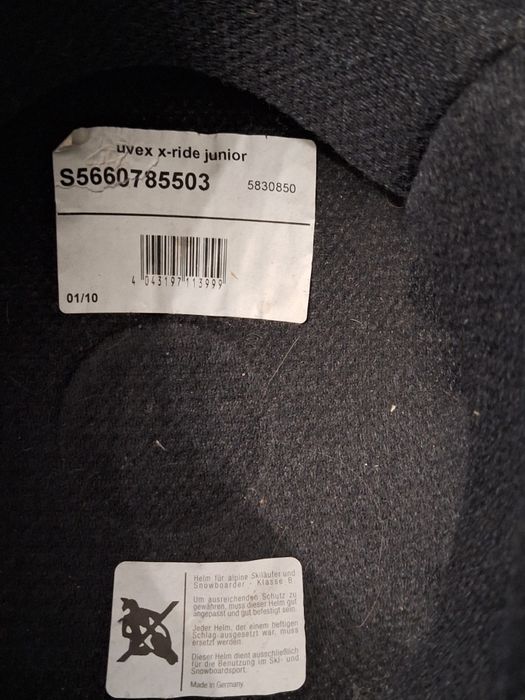 uvex x-ride junior
S5660785503 5830850
4 043197 113999
01/10
Helm für alpine Skiläufer und
Snowboarder - Klasse B
Um ausreichenden Schutz zu
gewähren, muss dieser Helm gut
angepasst und gut befestigt sein.
Jeder Helm, der einem heftigen
Schlag ausgesetzt war, muss
ersetzt werden.
Dieser Helm dient ausschließlich
für die Benutzung im Ski- und
Snowboardsport.
Made in Germany